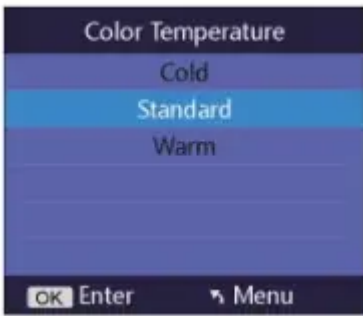 Color Temperature
Cold
Standard
Warm
OK Enter Menu